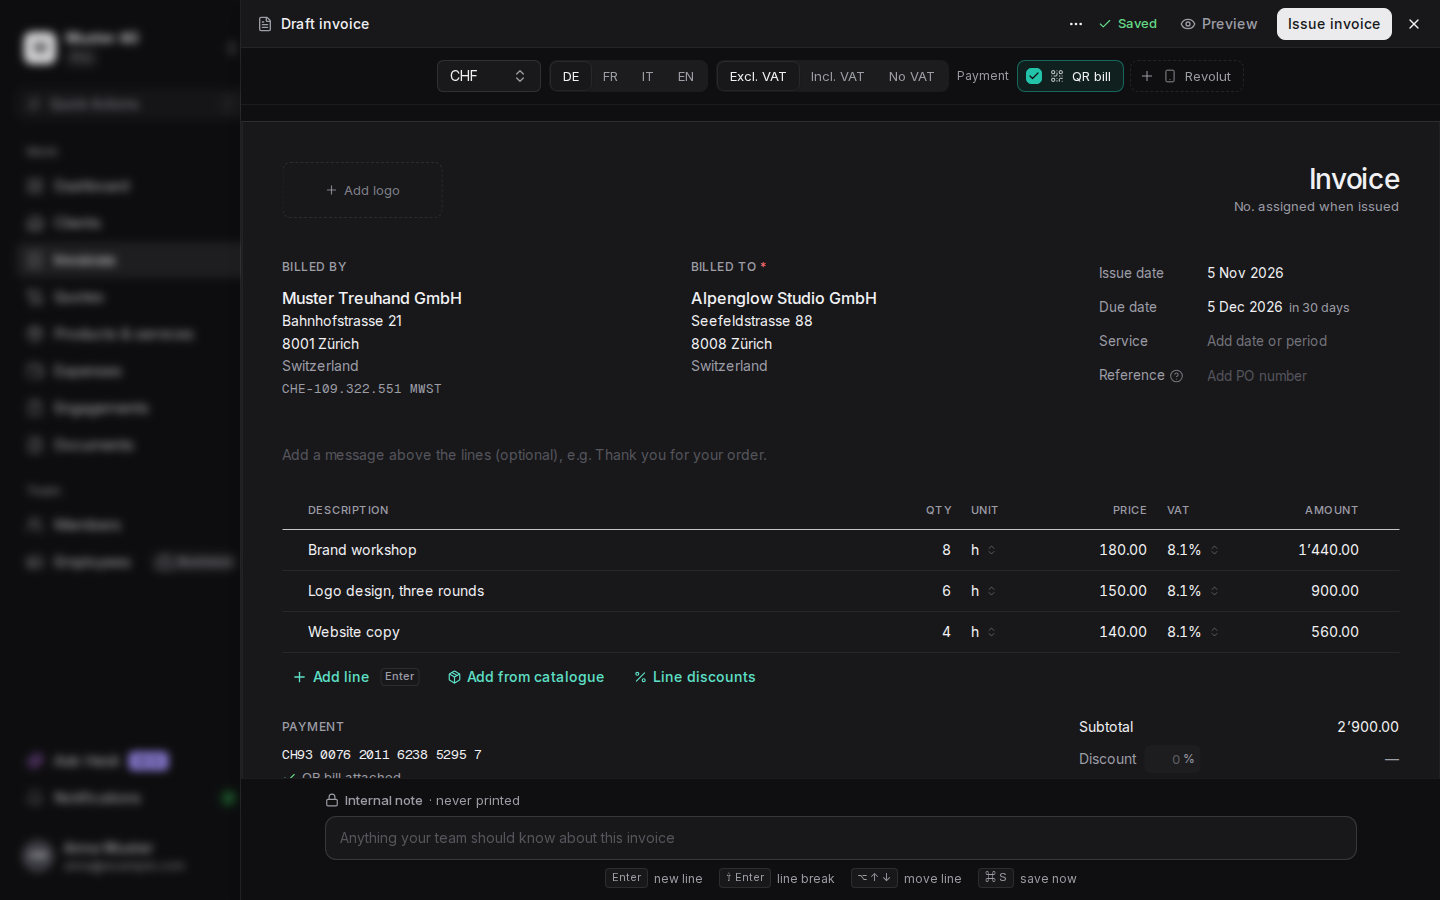 Draft invoice
Saved
Preview
Issue invoice
CHF
DE
FR
IT
EN
Excl. VAT
Incl. VAT
No VAT
Payment
QR bill
Revolut
Add logo
Invoice
No. assigned when issued
BILLED BY
Muster Treuhand GmbH
Bahnhofstrasse 21
8001 Zürich
Switzerland
CHE-109.322.551 MWST
BILLED TO *
Alpenglow Studio GmbH
Seefeldstrasse 88
8008 Zürich
Switzerland
Issue date 5 Nov 2026
Due date 5 Dec 2026 in 30 days
Service Add date or period
Reference Add PO number
Add a message above the lines (optional), e.g. Thank you for your order.
DESCRIPTION QTY UNIT PRICE VAT AMOUNT
Brand workshop 8 h 180.00 8.1% 1’440.00
Logo design, three rounds 6 h 150.00 8.1% 900.00
Website copy 4 h 140.00 8.1% 560.00
Add line Enter
Add from catalogue
Line discounts
PAYMENT
CH93 0076 2011 6238 5295 7
QR bill attached
Subtotal 2’900.00
Discount 0 % —
Internal note · never printed
Anything your team should know about this invoice
Enter new line
⇧ Enter line break
⌥ ↑ ↓ move line
⌘ S save now